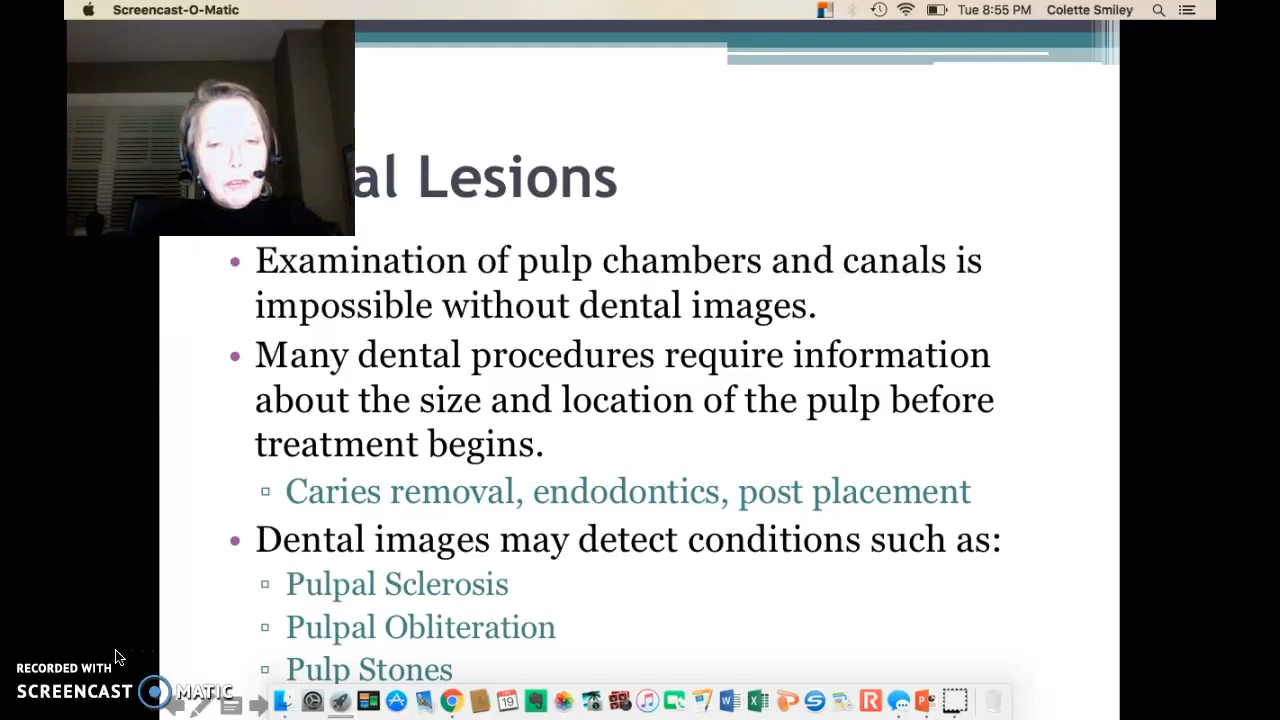 Screencast-O-Matic
Tue 8:55 PM Colette Smiley
al Lesions
• Examination of pulp chambers and canals is
impossible without dental images.
• Many dental procedures require information
about the size and location of the pulp before
treatment begins.
▫ Caries removal, endodontics, post placement
• Dental images may detect conditions such as:
▫ Pulpal Sclerosis
▫ Pulpal Obliteration
▫ Pulp Stones
RECORDED WITH
SCREENCAST MATIC
19